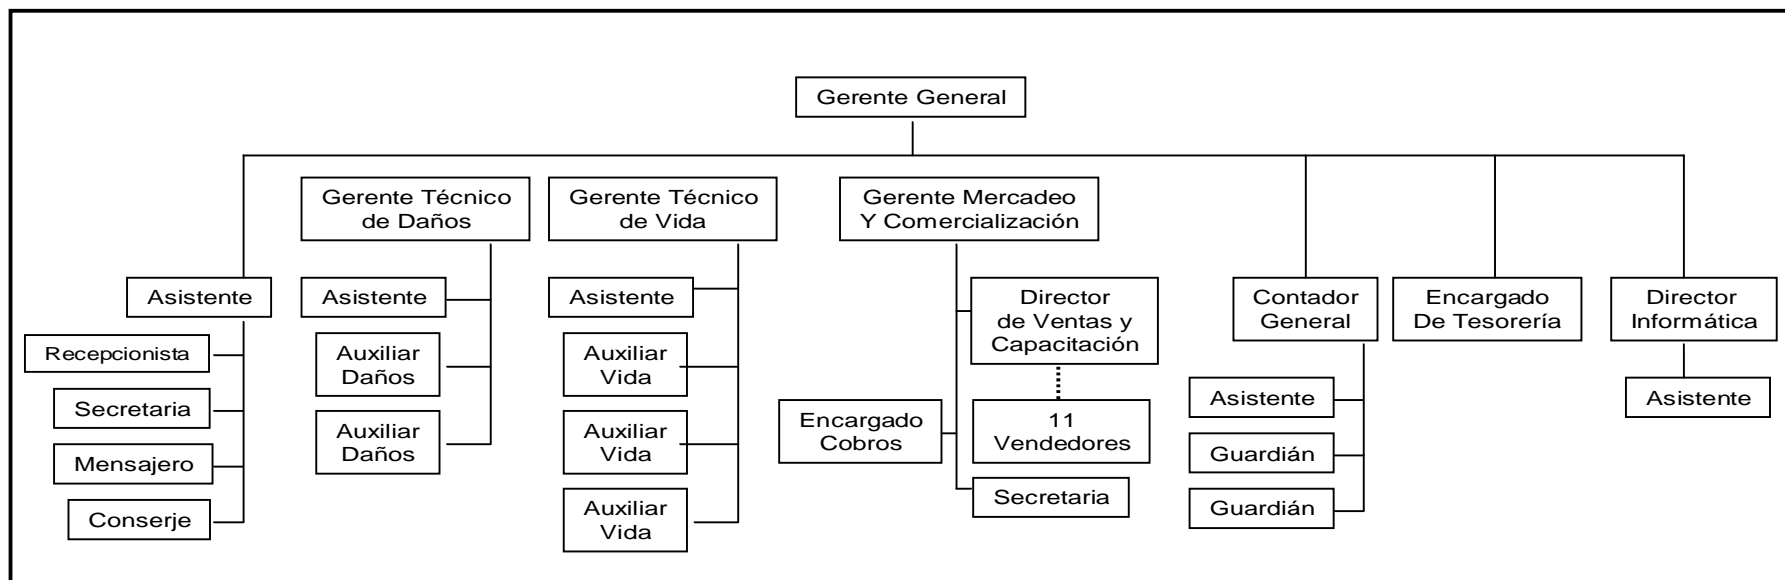 Gerente General
Gerente Técnico
de Daños
Gerente Técnico
de Vida
Gerente Mercadeo
Y Comercialización
Asistente
Recepcionista
Secretaria
Mensajero
Conserje
Asistente
Auxiliar
Daños
Auxiliar
Daños
Asistente
Auxiliar
Vida
Auxiliar
Vida
Auxiliar
Vida
Director
de Ventas y
Capacitación
Encargado
Cobros
11
Vendedores
Secretaria
Contador
General
Asistente
Guardián
Guardián
Encargado
De Tesorería
Director
Informática
Asistente